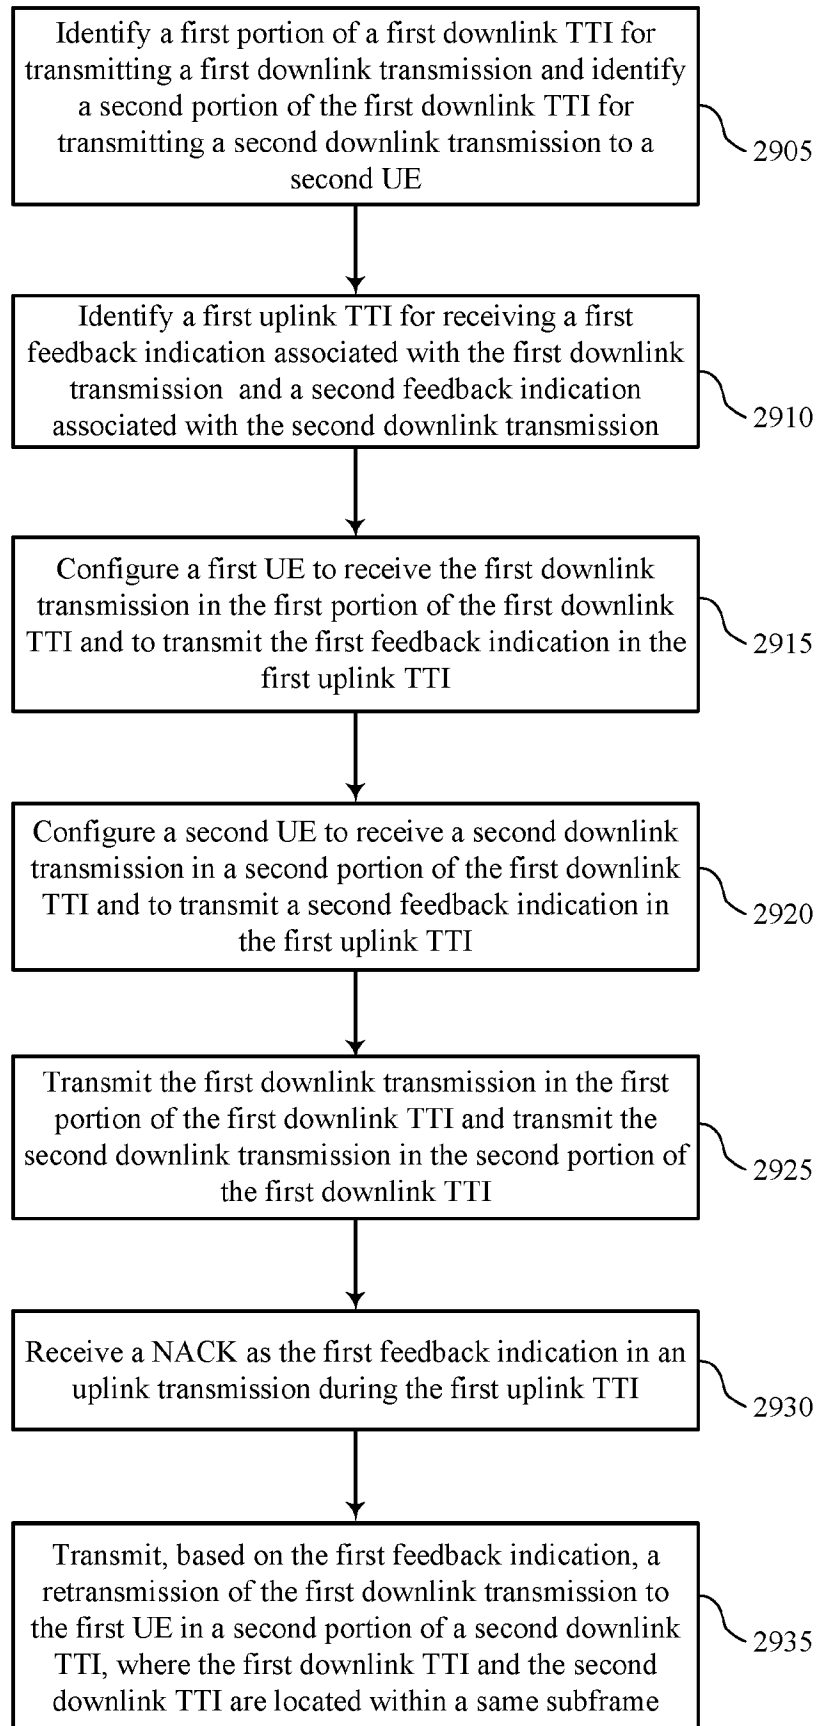 Identify a first portion of a first downlink TTI for
transmitting a first downlink transmission and identify
a second portion of the first downlink TTI for
transmitting a second downlink transmission to a
second UE
2905
Identify a first uplink TTI for receiving a first
feedback indication associated with the first downlink
transmission and a second feedback indication
associated with the second downlink transmission
2910
Configure a first UE to receive the first downlink
transmission in the first portion of the first downlink
TTI and to transmit the first feedback indication in the
first uplink TTI
2915
Configure a second UE to receive a second downlink
transmission in a second portion of the first downlink
TTI and to transmit a second feedback indication in
the first uplink TTI
2920
Transmit the first downlink transmission in the first
portion of the first downlink TTI and transmit the
second downlink transmission in the second portion of
the first downlink TTI
2925
Receive a NACK as the first feedback indication in an
uplink transmission during the first uplink TTI
2930
Transmit, based on the first feedback indication, a
retransmission of the first downlink transmission to
the first UE in a second portion of a second downlink
TTI, where the first downlink TTI and the second
downlink TTI are located within a same subframe
2935